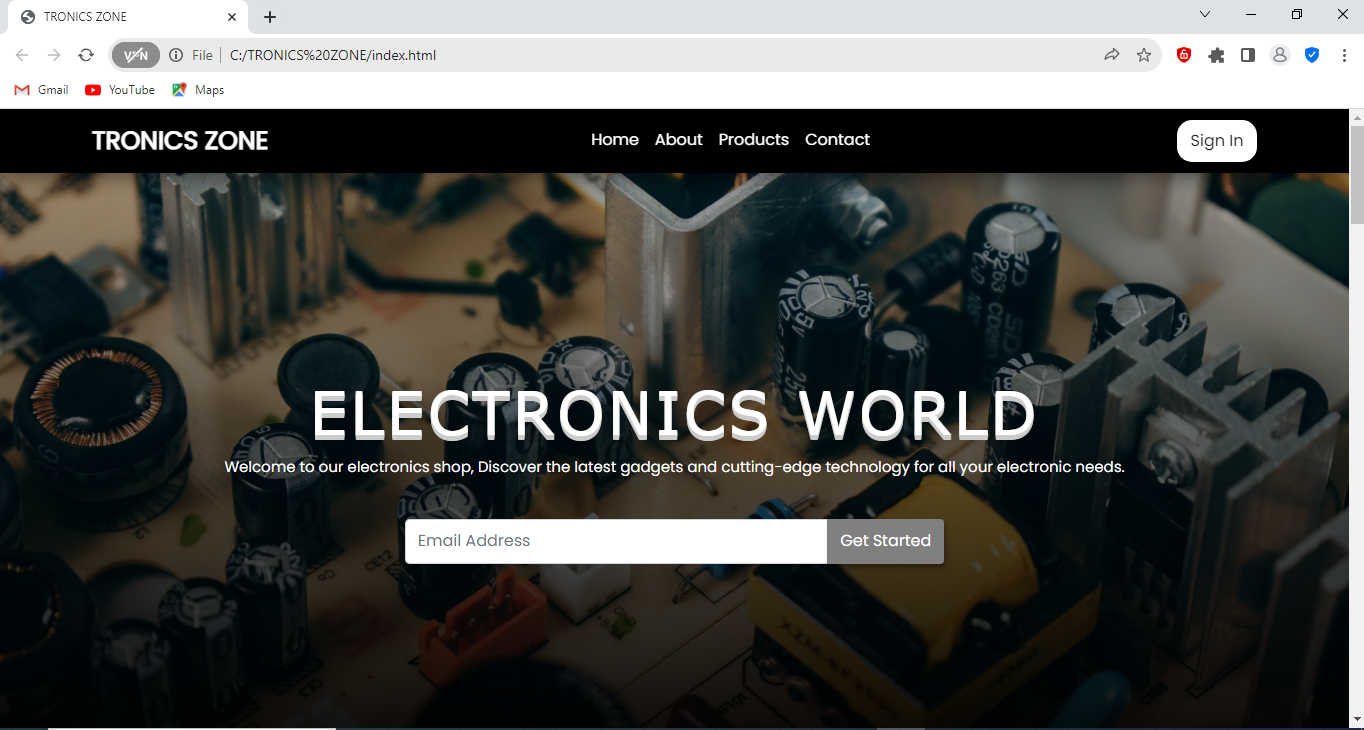 TRONICS ZONE
VPN File C:/TRONICS%20ZONE/index.html
Gmail YouTube Maps
TRONICS ZONE Home About Products Contact Sign In
ELECTRONICS WORLD
Welcome to our electronics shop, Discover the latest gadgets and cutting-edge technology for all your electronic needs.
Email Address Get Started